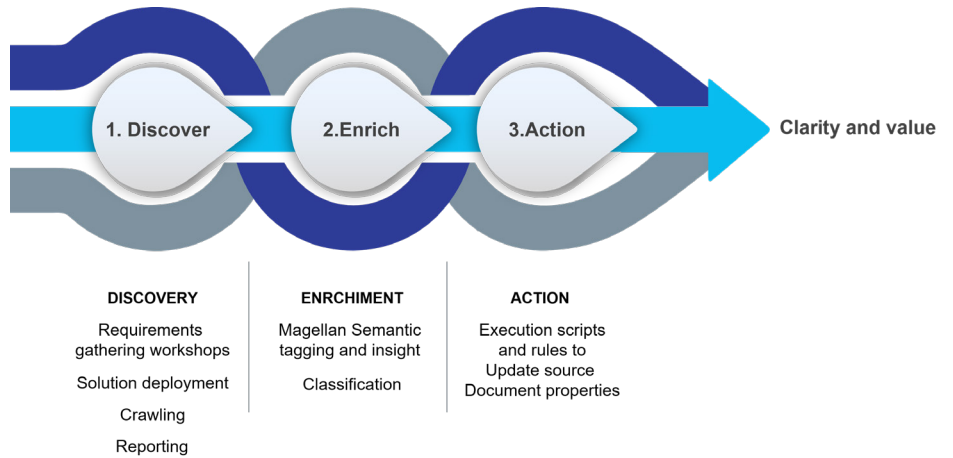 1. Discover
2.Enrich
3.Action
Clarity and value
DISCOVERY
Requirements
gathering workshops
Solution deployment
Crawling
Reporting
ENRCHIMENT
Magellan Semantic
tagging and insight
Classification
ACTION
Execution scripts
and rules to
Update source
Document properties